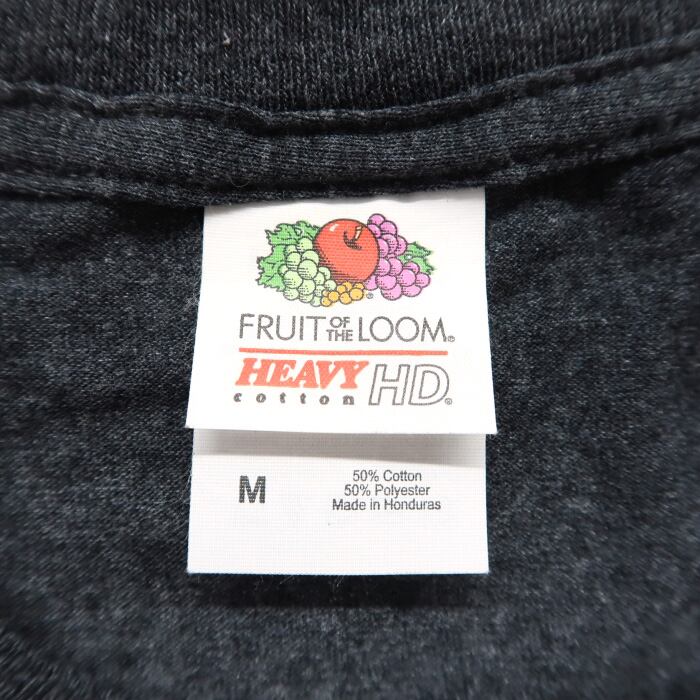 FRUIT OF THE LOOM®
HEAVY cotton HD®
M
50% Cotton
50% Polyester
Made in Honduras